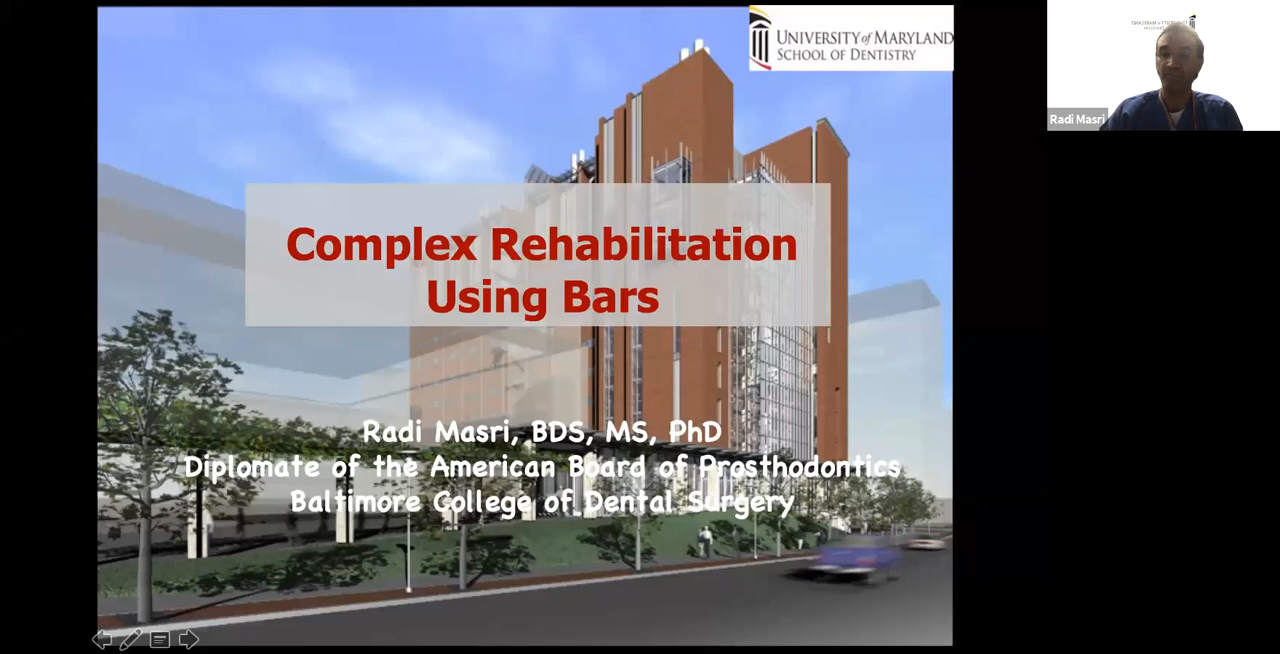 UNIVERSITY of MARYLAND
SCHOOL OF DENTISTRY
Complex Rehabilitation
Using Bars
Radi Masri, BDS, MS, PhD
Diplomate of the American Board of Prosthodontics
Baltimore College of Dental Surgery
Radi Masri